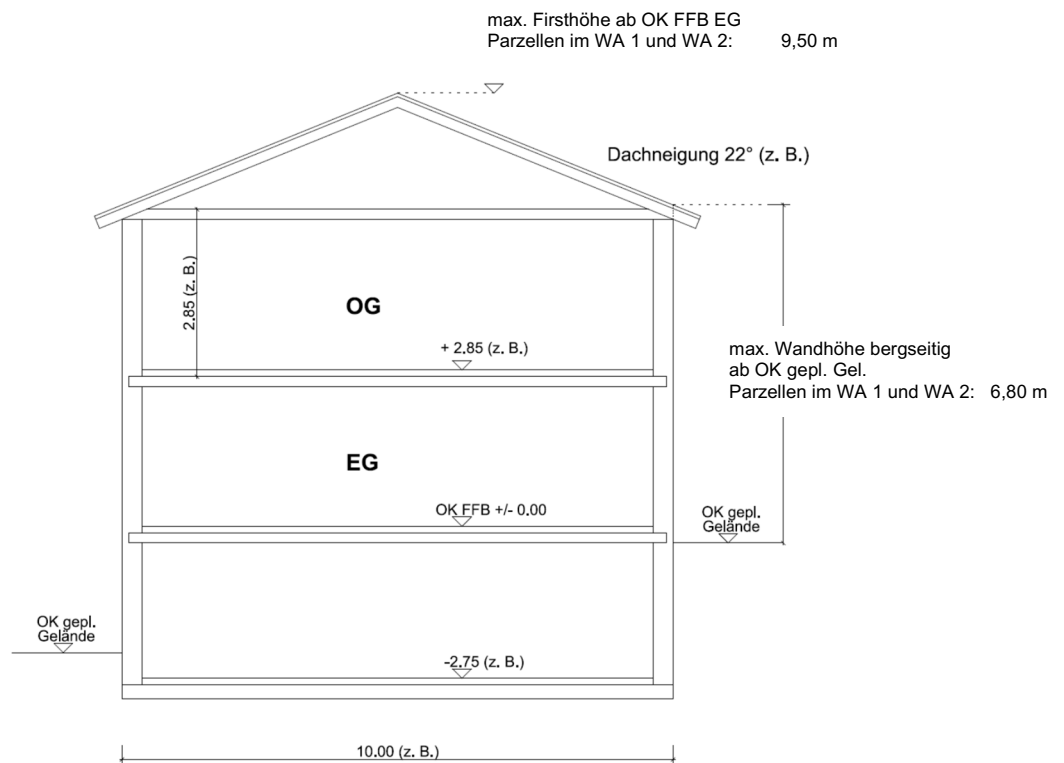 max. Firsthöhe ab OK FFB EG
Parzellen im WA 1 und WA 2: 9,50 m
Dachneigung 22° (z. B.)
2.85 (z. B.)
OG
+ 2.85 (z. B.)
max. Wandhöhe bergseitig
ab OK gepl. Gel.
Parzellen im WA 1 und WA 2: 6,80 m
EG
OK FFB +/- 0.00
OK gepl.
Gelände
OK gepl.
Gelände
-2.75 (z. B.)
10.00 (z. B.)